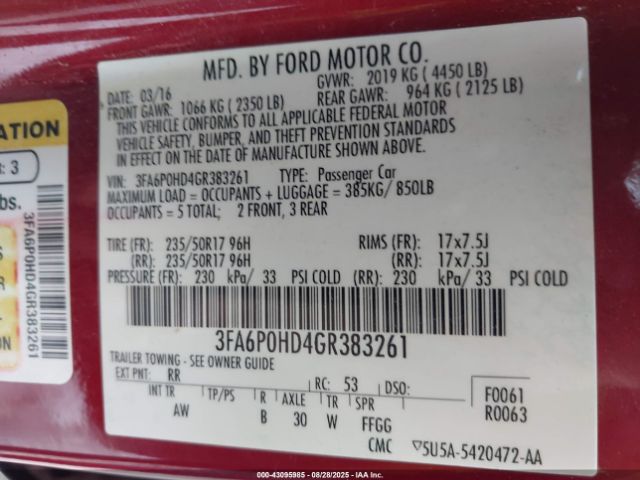 MFD. BY FORD MOTOR CO.
DATE: 03/16
GVWR: 2019 KG ( 4450 LB)
FRONT GAWR: 1066 KG ( 2350 LB)
REAR GAWR: 964 KG ( 2125 LB)
THIS VEHICLE CONFORMS TO ALL APPLICABLE FEDERAL MOTOR
VEHICLE SAFETY, BUMPER, AND THEFT PREVENTION STANDARDS
IN EFFECT ON THE DATE OF MANUFACTURE SHOWN ABOVE.
VIN: 3FA6P0HD4GR383261 TYPE: Passenger Car
MAXIMUM LOAD = OCCUPANTS + LUGGAGE = 385KG/ 850LB
OCCUPANTS = 5 TOTAL; 2 FRONT, 3 REAR
TIRE (FR): 235/50R17 96H RIMS (FR): 17x7.5J
(RR): 235/50R17 96H (RR): 17x7.5J
PRESSURE (FR): 230 kPa/ 33 PSI COLD (RR): 230 kPa/ 33 PSI COLD
3FA6P0HD4GR383261
TRAILER TOWING - SEE OWNER GUIDE
EXT PNT: RR RC: 53 DSO: F0061
INT TR TP/PS R AXLE TR SPR R0063
AW B 30 W FFGG
CMC ▽5U5A-5420472-AA
ATION
: 3
bs.
3FA6P0HD4GR383261
R
ON
000-43095985 - 08/28/2025 - IAAI.COM